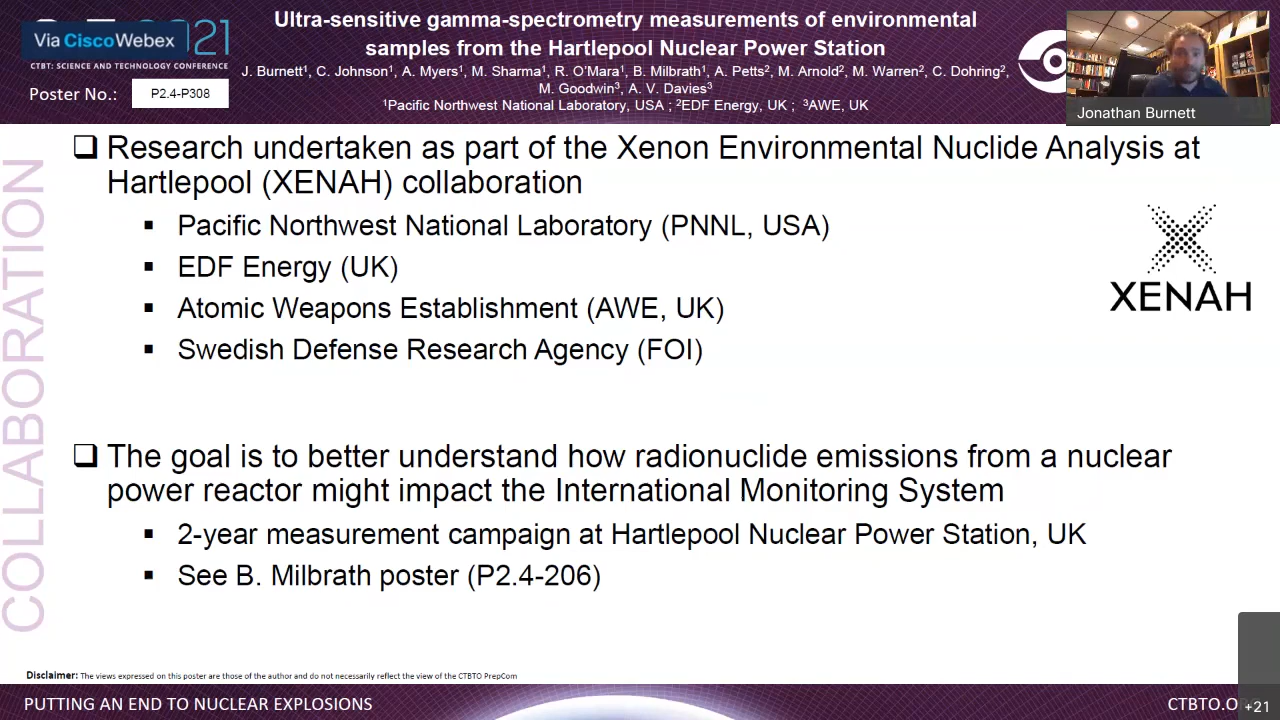 Via Cisco Webex
21
CTBT: SCIENCE AND TECHNOLOGY CONFERENCE
Poster No.: P2.4-P308
Ultra-sensitive gamma-spectrometry measurements of environmental
samples from the Hartlepool Nuclear Power Station
J. Burnett¹, C. Johnson¹, A. Myers¹, M. Sharma¹, R. O'Mara¹, B. Milbrath¹, A. Petts², M. Arnold², M. Warren², C. Dohring²,
M. Goodwin³, A. V. Davies³
¹Pacific Northwest National Laboratory, USA ; ²EDF Energy, UK ; ³AWE, UK
Jonathan Burnett
COLLABORATION
❑ Research undertaken as part of the Xenon Environmental Nuclide Analysis at
Hartlepool (XENAH) collaboration
▪ Pacific Northwest National Laboratory (PNNL, USA)
▪ EDF Energy (UK)
▪ Atomic Weapons Establishment (AWE, UK)
▪ Swedish Defense Research Agency (FOI)
XENAH
❑ The goal is to better understand how radionuclide emissions from a nuclear
power reactor might impact the International Monitoring System
▪ 2-year measurement campaign at Hartlepool Nuclear Power Station, UK
▪ See B. Milbrath poster (P2.4-206)
Disclaimer: The views expressed on this poster are those of the author and do not necessarily reflect the view of the CTBTO PrepCom
PUTTING AN END TO NUCLEAR EXPLOSIONS
CTBTO.O
+21